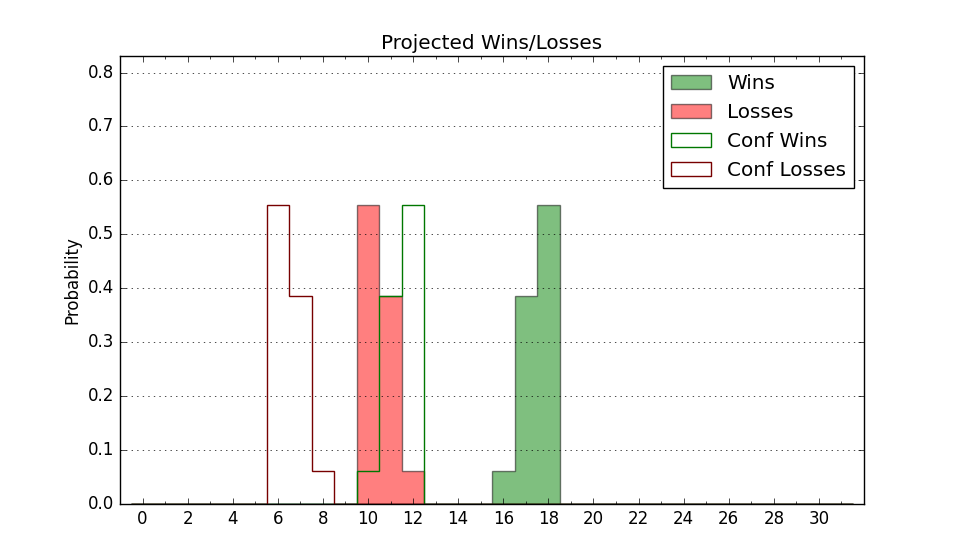 Projected Wins/Losses
Probability
0.8
0.7
0.6
0.5
0.4
0.3
0.2
0.1
0.0
0 2 4 6 8 10 12 14 16 18 20 22 24 26 28 30
Wins
Losses
Conf Wins
Conf Losses